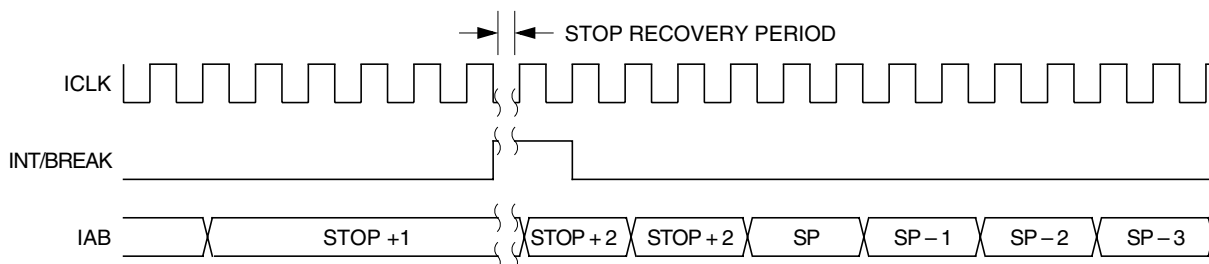 STOP RECOVERY PERIOD
ICLK
INT/BREAK
IAB STOP +1 STOP + 2 STOP + 2 SP SP – 1 SP – 2 SP – 3